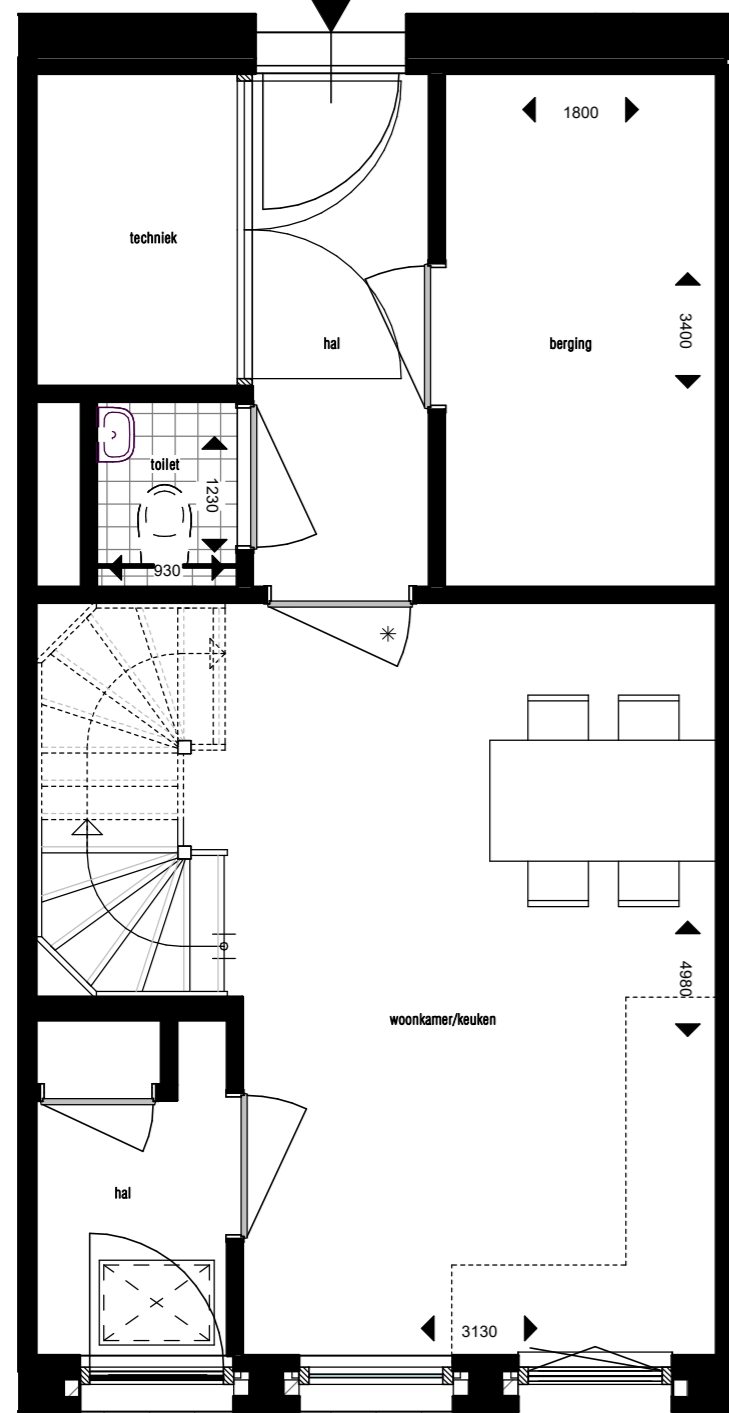 1800
techniek
3400
hal
berging
toilet
1230
930
4980
woonkamer/keuken
hal
3130